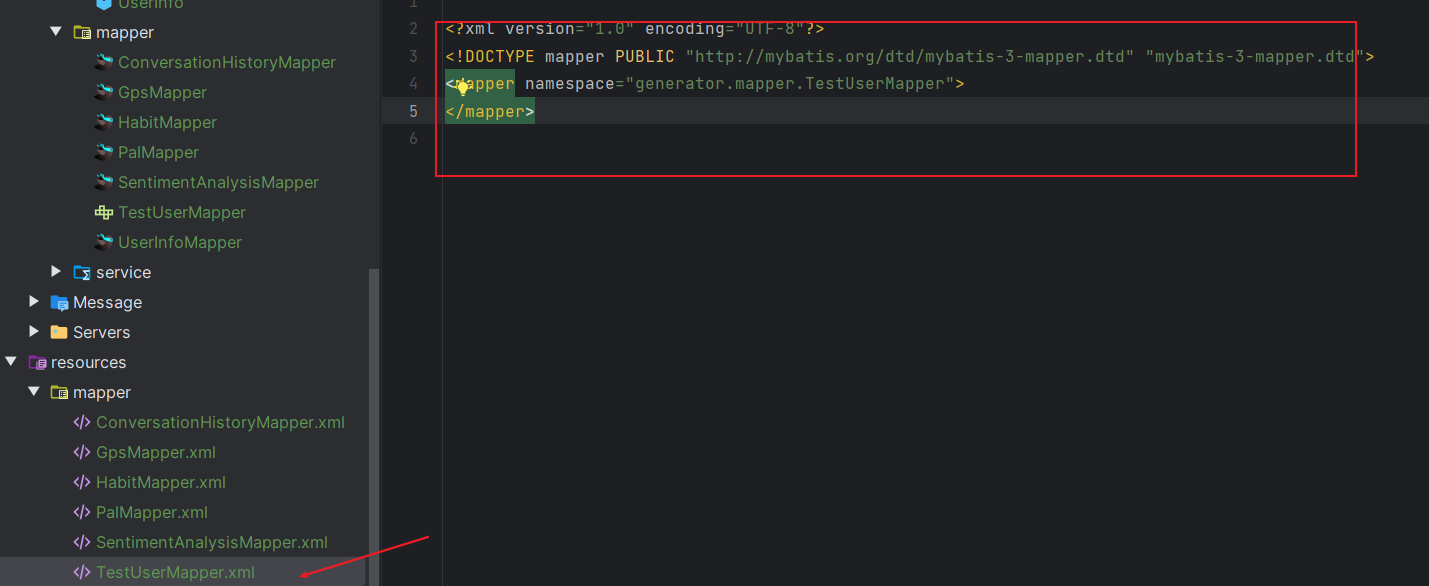 UserInfo
mapper
ConversationHistoryMapper
GpsMapper
HabitMapper
PalMapper
SentimentAnalysisMapper
TestUserMapper
UserInfoMapper
service
Message
Servers
resources
mapper
ConversationHistoryMapper.xml
GpsMapper.xml
HabitMapper.xml
PalMapper.xml
SentimentAnalysisMapper.xml
TestUserMapper.xml
1
2 <?xml version="1.0" encoding="UTF-8"?>
3 <!DOCTYPE mapper PUBLIC "http://mybatis.org/dtd/mybatis-3-mapper.dtd" "mybatis-3-mapper.dtd">
4 <mapper namespace="generator.mapper.TestUserMapper">
5 </mapper>
6